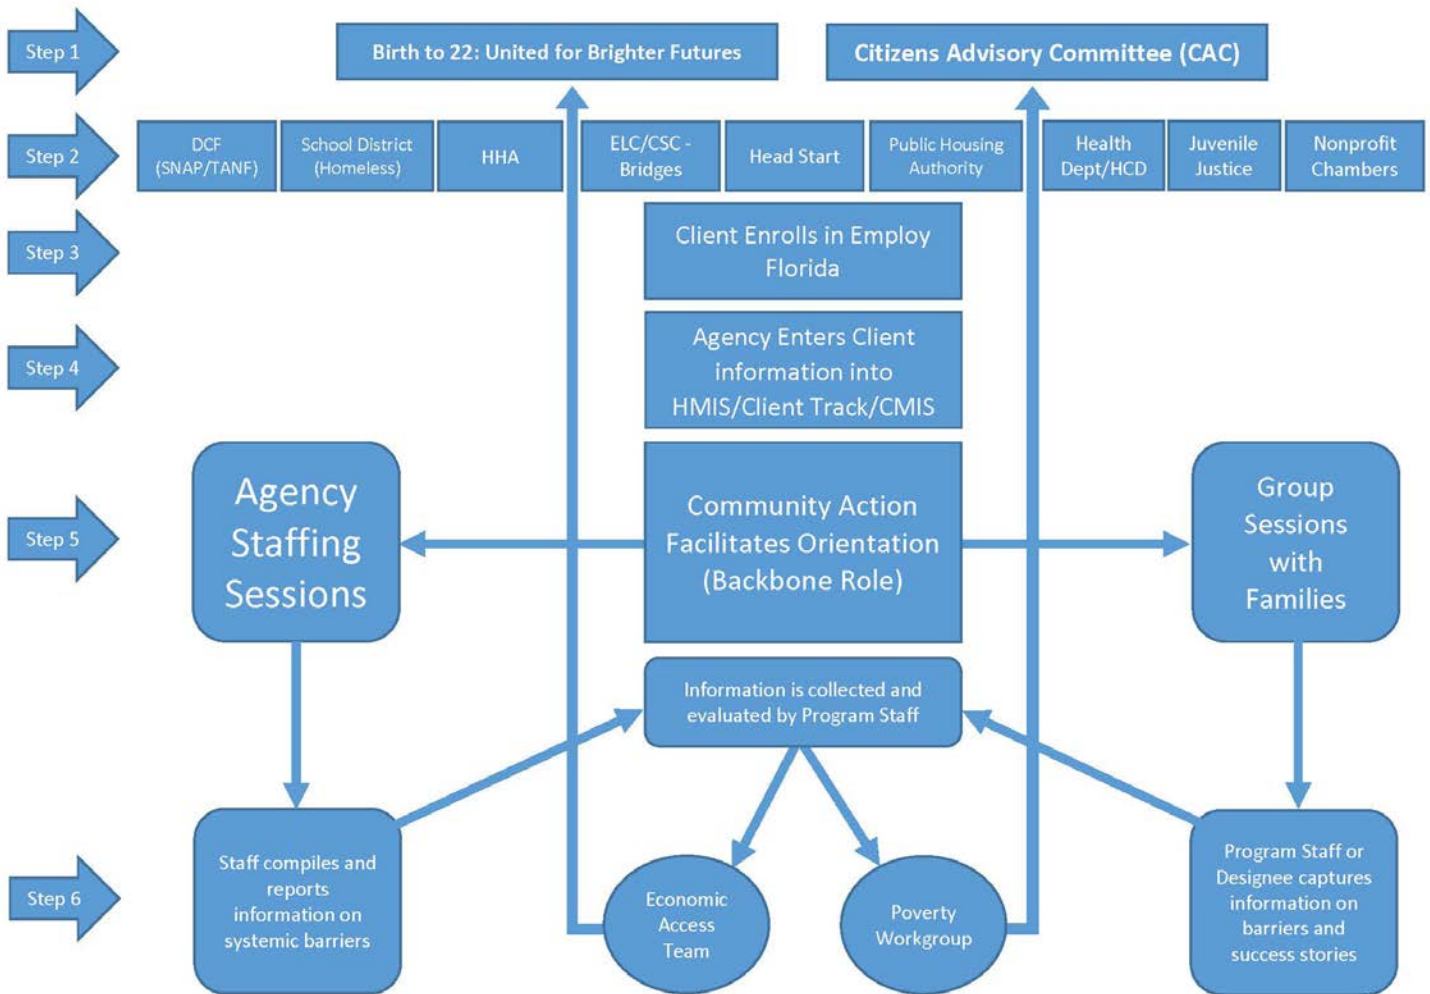 Step 1
Birth to 22: United for Brighter Futures
Citizens Advisory Committee (CAC)
Step 2
DCF
(SNAP/TANF)
School District
(Homeless)
HHA
ELC/CSC -
Bridges
Head Start
Public Housing
Authority
Health
Dept/HCD
Juvenile
Justice
Nonprofit
Chambers
Step 3
Client Enrolls in Employ
Florida
Step 4
Agency Enters Client
information into
HMIS/Client Track/CMIS
Step 5
Agency
Staffing
Sessions
Community Action
Facilitates Orientation
(Backbone Role)
Group
Sessions
with
Families
Information is collected and
evaluated by Program Staff
Step 6
Staff compiles and
reports
information on
systemic barriers
Economic
Access
Team
Poverty
Workgroup
Program Staff or
Designee captures
information on
barriers and
success stories